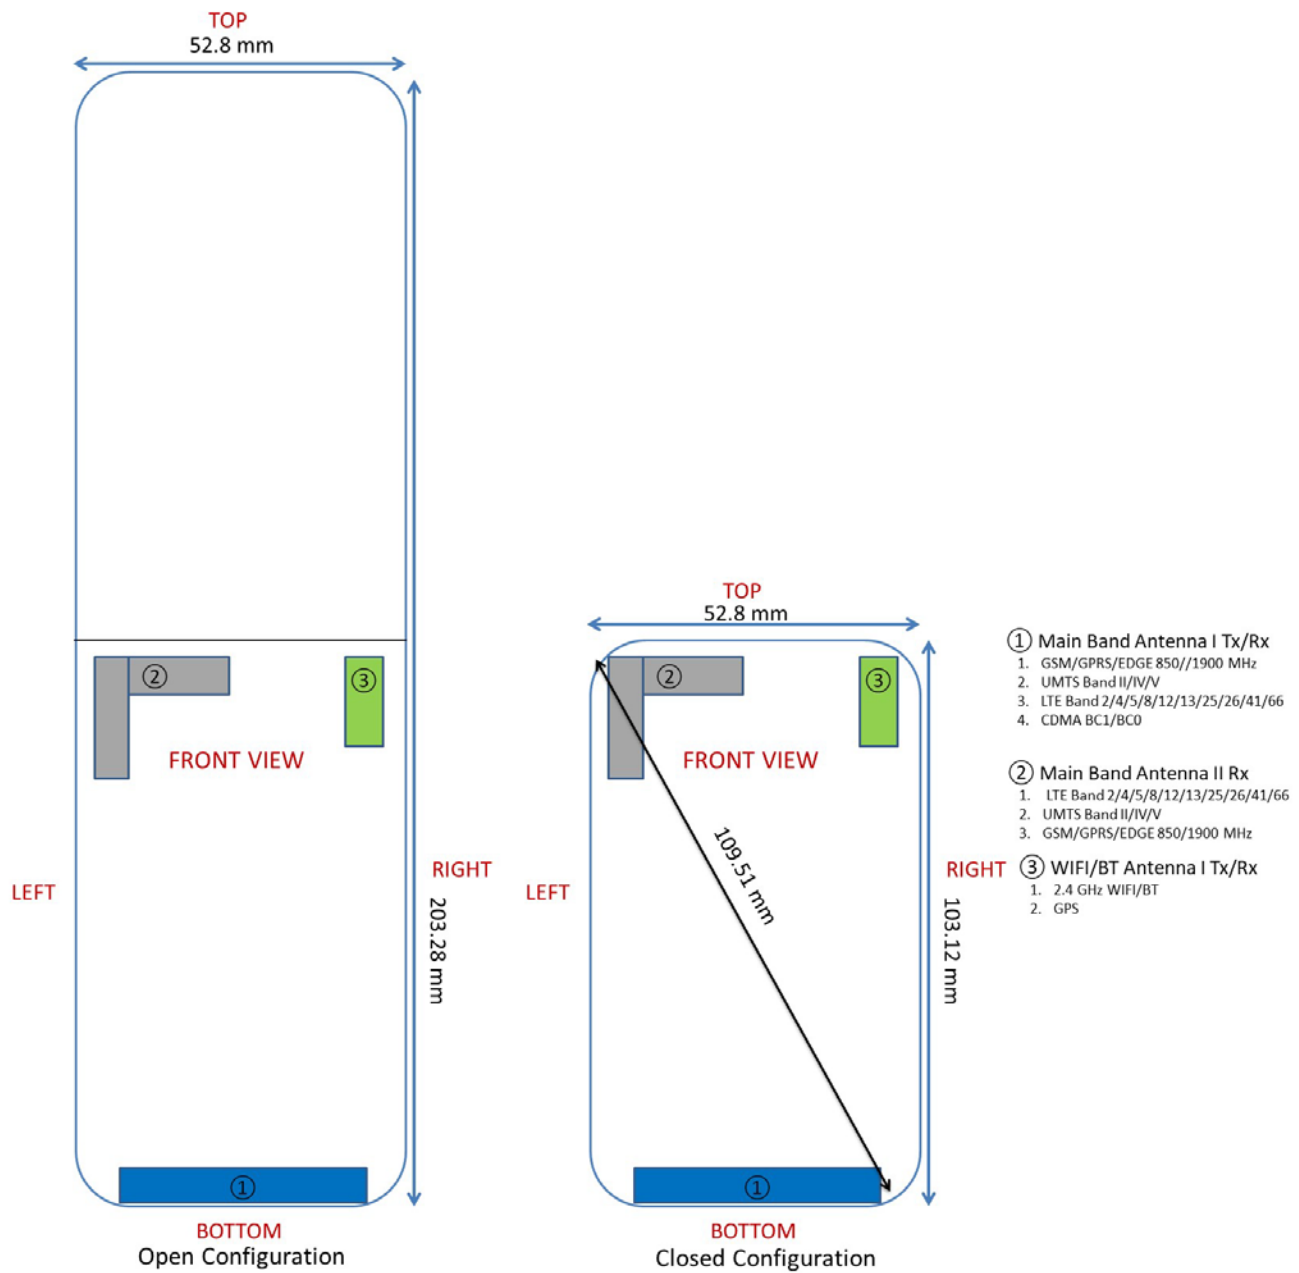 TOP
52.8 mm
②
③
FRONT VIEW
LEFT
RIGHT
203.28 mm
①
BOTTOM
Open Configuration
TOP
52.8 mm
②
③
FRONT VIEW
109.51 mm
LEFT
RIGHT
103.12 mm
①
BOTTOM
Closed Configuration
① Main Band Antenna I Tx/Rx
1. GSM/GPRS/EDGE 850//1900 MHz
2. UMTS Band II/IV/V
3. LTE Band 2/4/5/8/12/13/25/26/41/66
4. CDMA BC1/BC0
② Main Band Antenna II Rx
1. LTE Band 2/4/5/8/12/13/25/26/41/66
2. UMTS Band II/IV/V
3. GSM/GPRS/EDGE 850/1900 MHz
③ WIFI/BT Antenna I Tx/Rx
1. 2.4 GHz WIFI/BT
2. GPS